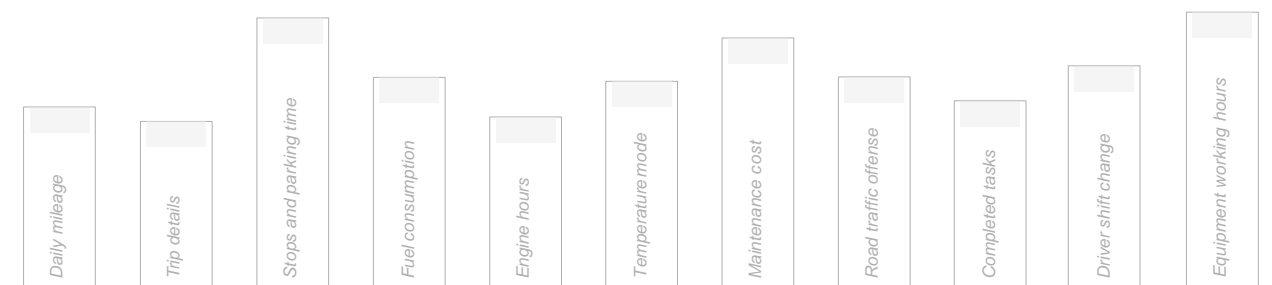 Daily mileage
Trip details
Stops and parking time
Fuel consumption
Engine hours
Temperature mode
Maintenance cost
Road traffic offense
Completed tasks
Driver shift change
Equipment working hours